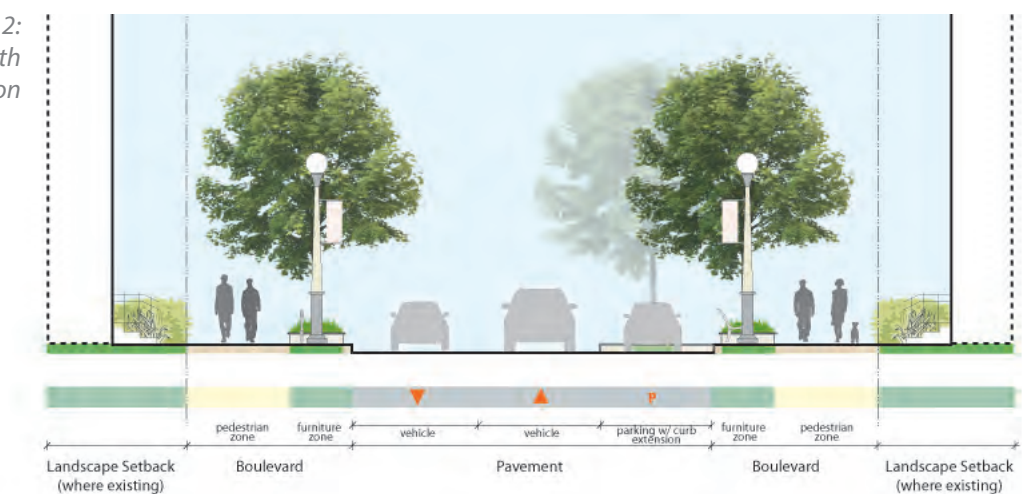 2:
th
on
P
pedestrian
zone
furniture
zone
vehicle
vehicle
parking w/ curb
extension
furniture
zone
pedestrian
zone
Landscape Setback
(where existing)
Boulevard
Pavement
Boulevard
Landscape Setback
(where existing)